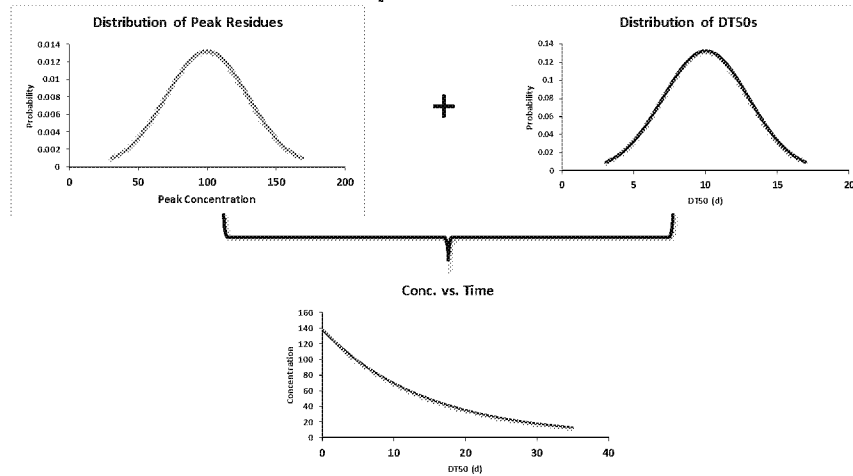 Distribution of Peak Residues
0.014
0.012
0.01
0.008
0.006
0.004
0.002
0
Probability
0 50 100 150 200
Peak Concentration
+
Distribution of DT50s
0.14
0.12
0.1
0.08
0.06
0.04
0.02
0
Probability
0 5 10 15 20
DT50 (d)
Conc. vs. Time
160
140
120
100
80
60
40
20
0
Concentration
0 10 20 30 40
DT50 (d)